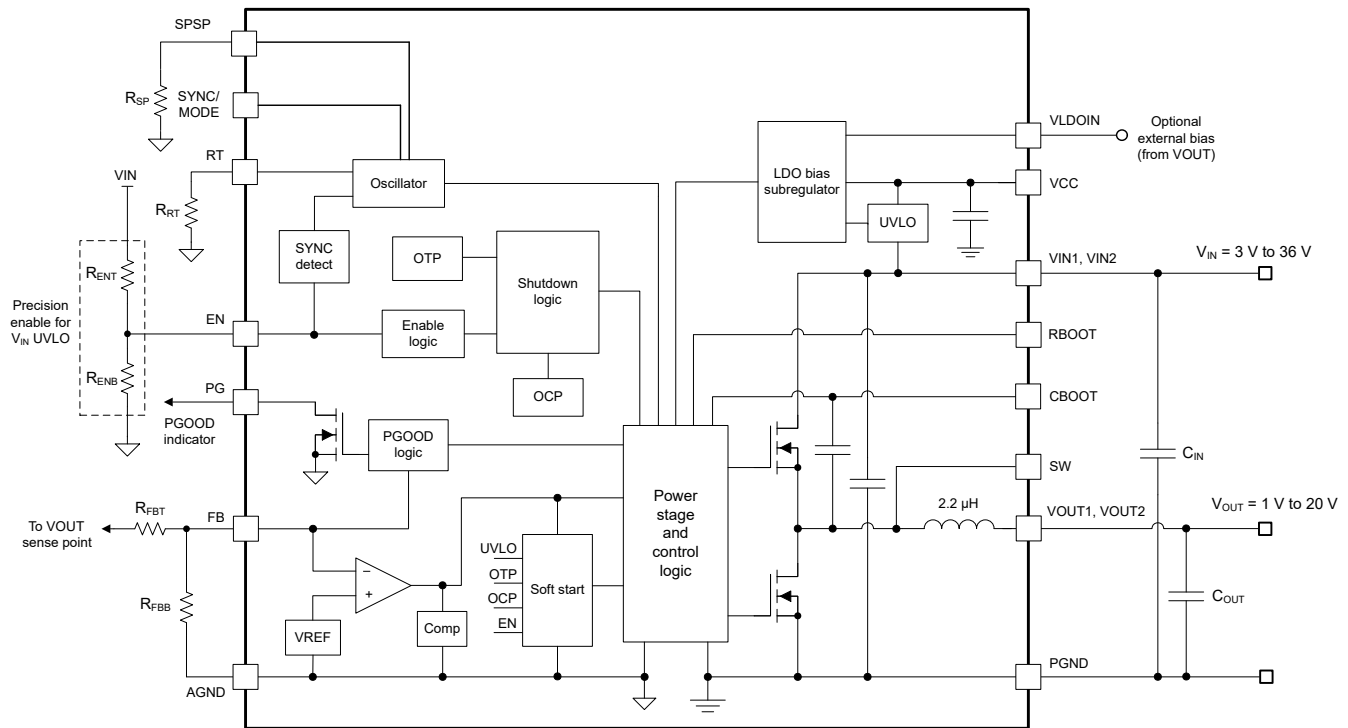 SPSP
RSP
SYNC/
MODE
RT
VIN
RRT
RENT
Precision
enable for
VIN UVLO
EN
RENB
PG
PGOOD
indicator
RFBT
To VOUT
sense point
FB
RFBB
AGND
Oscillator
SYNC
detect
OTP
Shutdown
logic
Enable
logic
OCP
PGOOD
logic
UVLO
OTP
OCP
EN
Soft start
−
+
VREF
Comp
Power
stage
and
control
logic
LDO bias
subregulator
UVLO
2.2 µH
VLDOIN
Optional
external bias
(from VOUT)
VCC
VIN1, VIN2
VIN = 3 V to 36 V
RBOOT
CBOOT
CIN
SW
VOUT1, VOUT2
VOUT = 1 V to 20 V
COUT
PGND